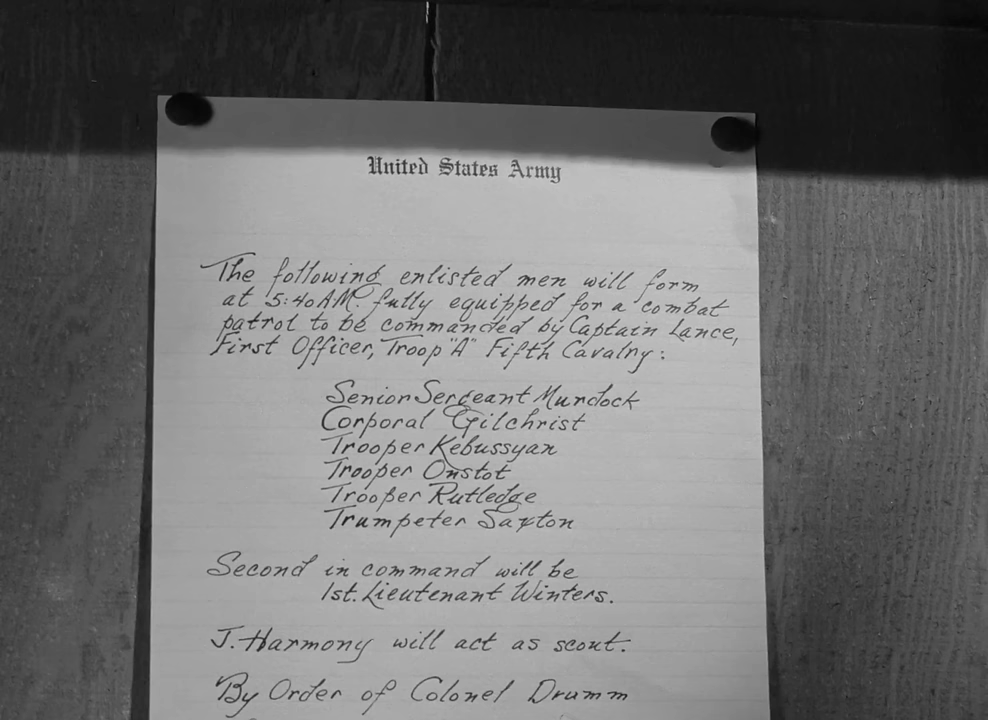 United States Army
The following enlisted men will form
at 5:40 A.M. fully equipped for a combat
patrol to be commanded by Captain Lance,
First Officer, Troop "A" Fifth Cavalry:
Senior Sergeant Murdock
Corporal Gilchrist
Trooper Kebussyan
Trooper Onstot
Trooper Rutledge
Trumpeter Saxton
Second in command will be
1st. Lieutenant Winters.
J. Harmony will act as scout.
By Order of Colonel Drumm